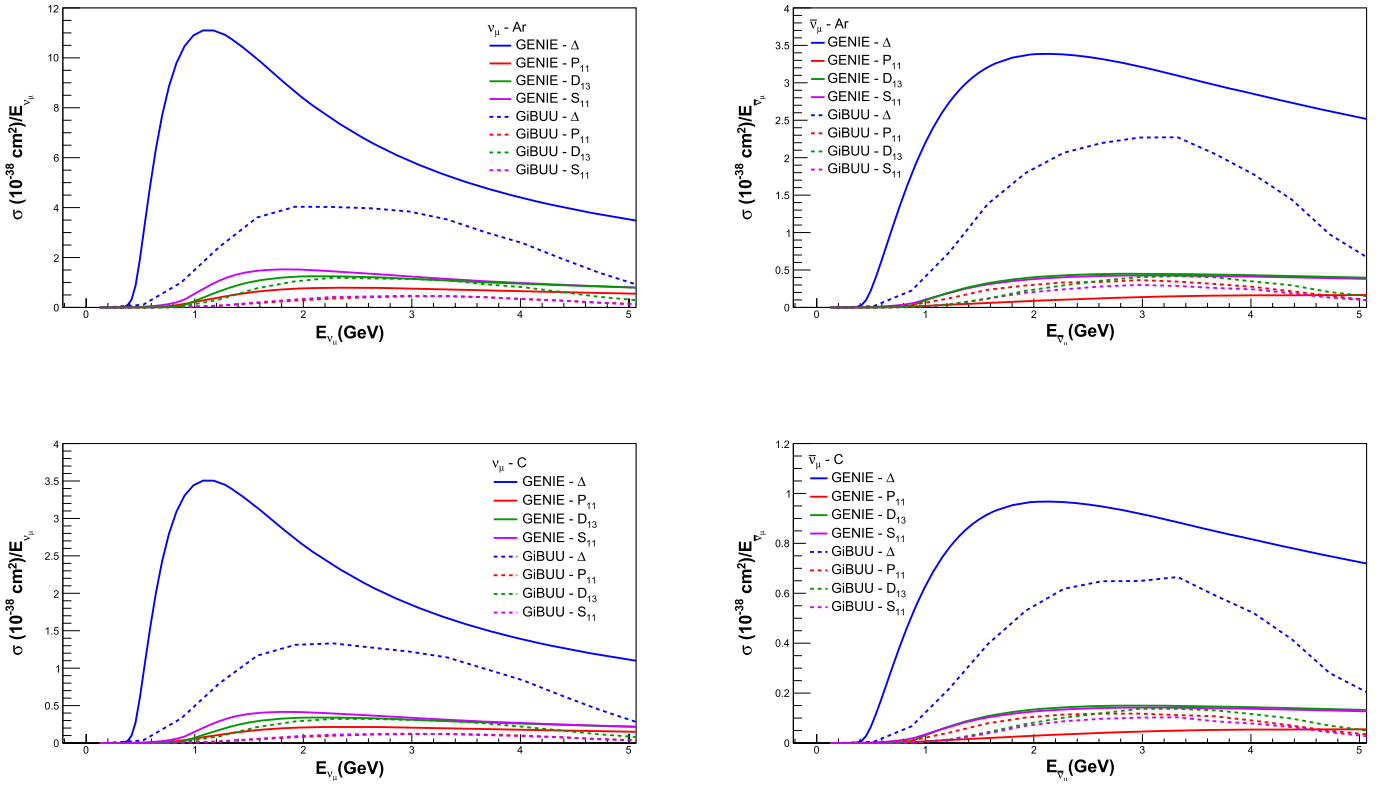 σ (10⁻³⁸ cm²)/E_νμ
12
10
8
6
4
2
0
ν_μ - Ar
GENIE - Δ
GENIE - P₁₁
GENIE - D₁₃
GENIE - S₁₁
GiBUU - Δ
GiBUU - P₁₁
GiBUU - D₁₃
GiBUU - S₁₁
0 1 2 3 4 5
E_νμ(GeV)
σ (10⁻³⁸ cm²)/E_ν̅μ
4
3.5
3
2.5
2
1.5
1
0.5
0
ν̅_μ - Ar
GENIE - Δ
GENIE - P₁₁
GENIE - D₁₃
GENIE - S₁₁
GiBUU - Δ
GiBUU - P₁₁
GiBUU - D₁₃
GiBUU - S₁₁
0 1 2 3 4 5
E_ν̅μ(GeV)
σ (10⁻³⁸ cm²)/E_νμ
4
3.5
3
2.5
2
1.5
1
0.5
0
ν_μ - C
GENIE - Δ
GENIE - P₁₁
GENIE - D₁₃
GENIE - S₁₁
GiBUU - Δ
GiBUU - P₁₁
GiBUU - D₁₃
GiBUU - S₁₁
0 1 2 3 4 5
E_νμ(GeV)
σ (10⁻³⁸ cm²)/E_ν̅μ
1.2
1
0.8
0.6
0.4
0.2
0
ν̅_μ - C
GENIE - Δ
GENIE - P₁₁
GENIE - D₁₃
GENIE - S₁₁
GiBUU - Δ
GiBUU - P₁₁
GiBUU - D₁₃
GiBUU - S₁₁
0 1 2 3 4 5
E_ν̅μ(GeV)